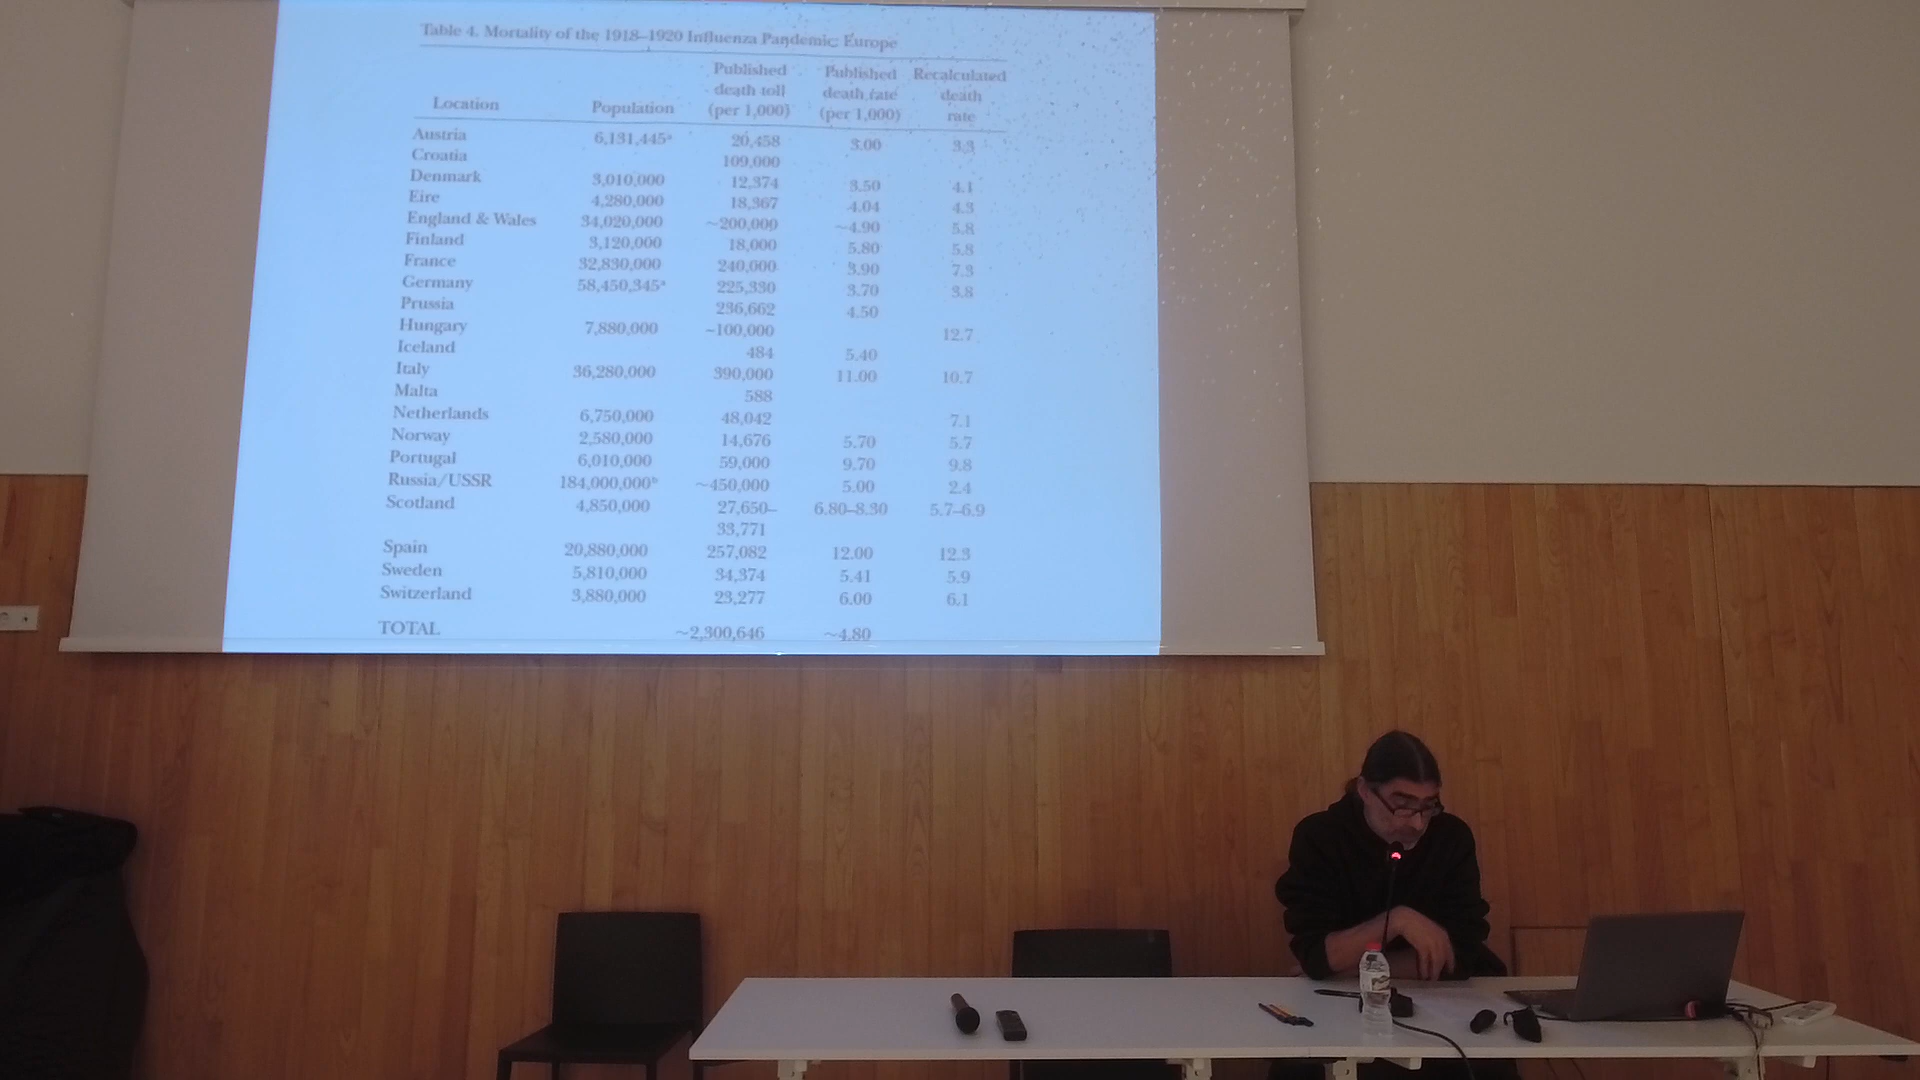 Table 4. Mortality of the 1918–1920 Influenza Pandemic: Europe
Location Population Published death toll (per 1,000) Published death rate (per 1,000) Recalculated death rate
Austria 6,131,445ᵃ 20,458 3.00 3.3
Croatia 109,000
Denmark 3,010,000 12,374 3.50 4.1
Eire 4,280,000 18,367 4.04 4.3
England & Wales 34,020,000 ~200,000 ~4.90 5.8
Finland 3,120,000 18,000 5.80 5.8
France 32,830,000 240,000 3.90 7.3
Germany 58,450,345ᵃ 225,330 3.70 3.8
Prussia 236,662 4.50
Hungary 7,880,000 ~100,000 12.7
Iceland 484 5.40
Italy 36,280,000 390,000 11.00 10.7
Malta 588
Netherlands 6,750,000 48,042 7.1
Norway 2,580,000 14,676 5.70 5.7
Portugal 6,010,000 59,000 9.70 9.8
Russia/USSR 184,000,000ᵇ ~450,000 5.00 2.4
Scotland 4,850,000 27,650– 6.80–8.30 5.7–6.9
33,771
Spain 20,880,000 257,082 12.00 12.3
Sweden 5,810,000 34,374 5.41 5.9
Switzerland 3,880,000 23,277 6.00 6.1
TOTAL ~2,300,646 ~4.80